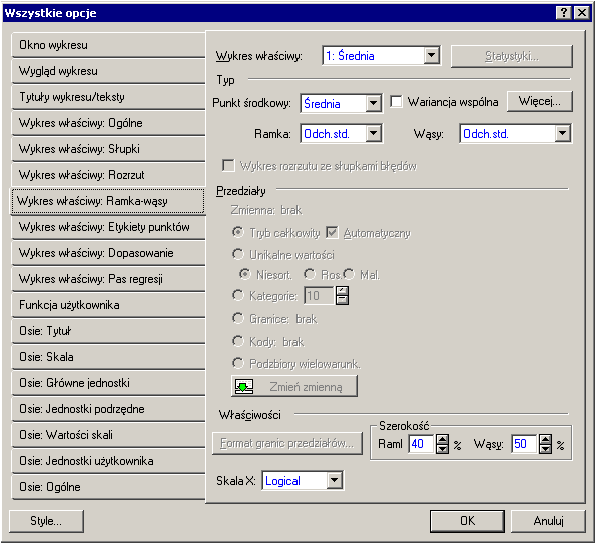 Wszystkie opcje
Okno wykresu
Wygląd wykresu
Tytuły wykresu/teksty
Wykres właściwy: Ogólne
Wykres właściwy: Słupki
Wykres właściwy: Rozrzut
Wykres właściwy: Ramka-wąsy
Wykres właściwy: Etykiety punktów
Wykres właściwy: Dopasowanie
Wykres właściwy: Pas regresji
Funkcja użytkownika
Osie: Tytuł
Osie: Skala
Osie: Główne jednostki
Osie: Jednostki podrzędne
Osie: Wartości skali
Osie: Jednostki użytkownika
Osie: Ogólne
Wykres właściwy: 1: Średnia Statystyki...
Typ
Punkt środkowy: Średnia Wariancja wspólna Więcej...
Ramka: Odch.std. Wąsy: Odch.std.
Wykres rozrzutu ze słupkami błędów
Przedziały
Zmienna: brak
Tryb całkowity Automatyczny
Unikalne wartości
Niesort. Ros. Mal.
Kategorie: 10
Granice: brak
Kody: brak
Podzbiory wielowarunk.
Zmień zmienną
Właściwości
Format granic przedziałów...
Szerokość
Raml 40 % Wąsy: 50 %
Skala X: Logical
Style... OK Anuluj